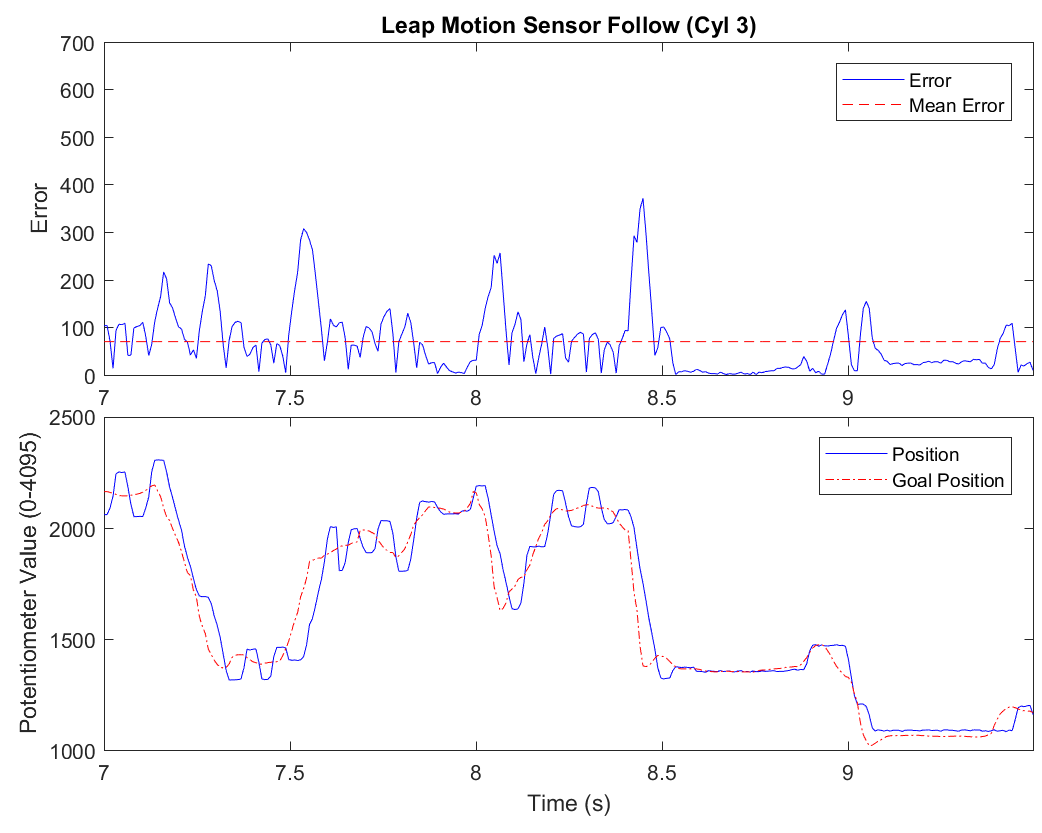 Leap Motion Sensor Follow (Cyl 3)
700
600
500
400
300
200
100
0
Error
Error
Mean Error
7
7.5
8
8.5
9
2500
2000
1500
1000
Potentiometer Value (0-4095)
Position
Goal Position
7
7.5
8
8.5
9
Time (s)